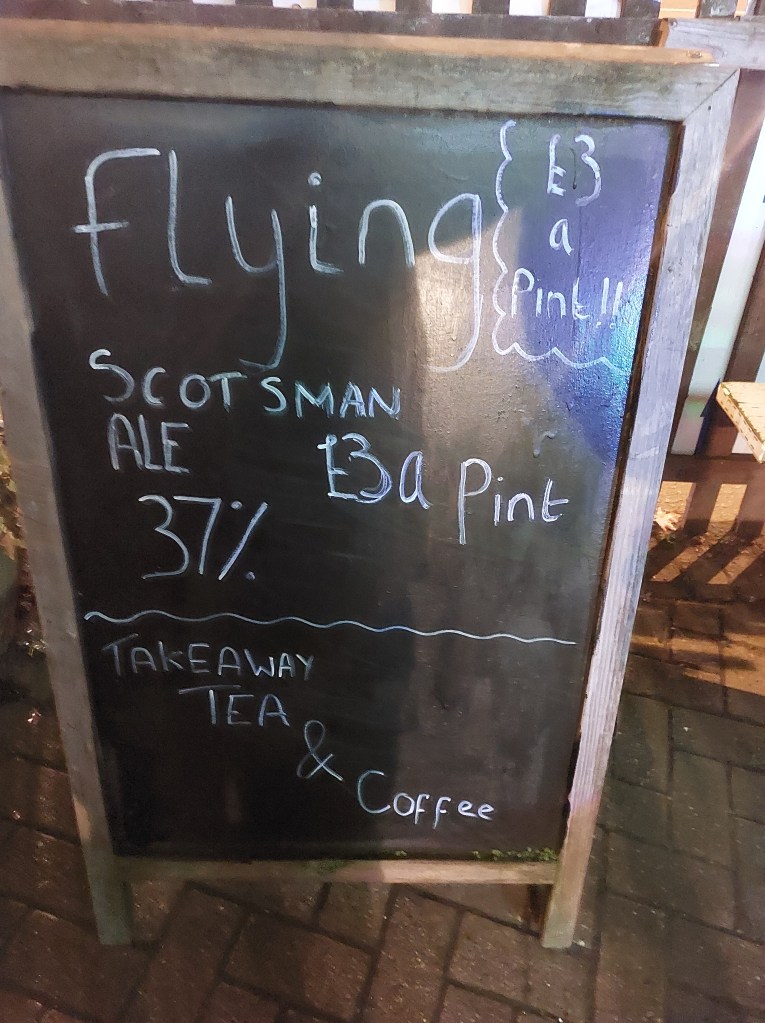 Flying
£3
a
Pint!!
SCOTSMAN
ALE
£3 a Pint
37%
TAKEAWAY
TEA
&
Coffee